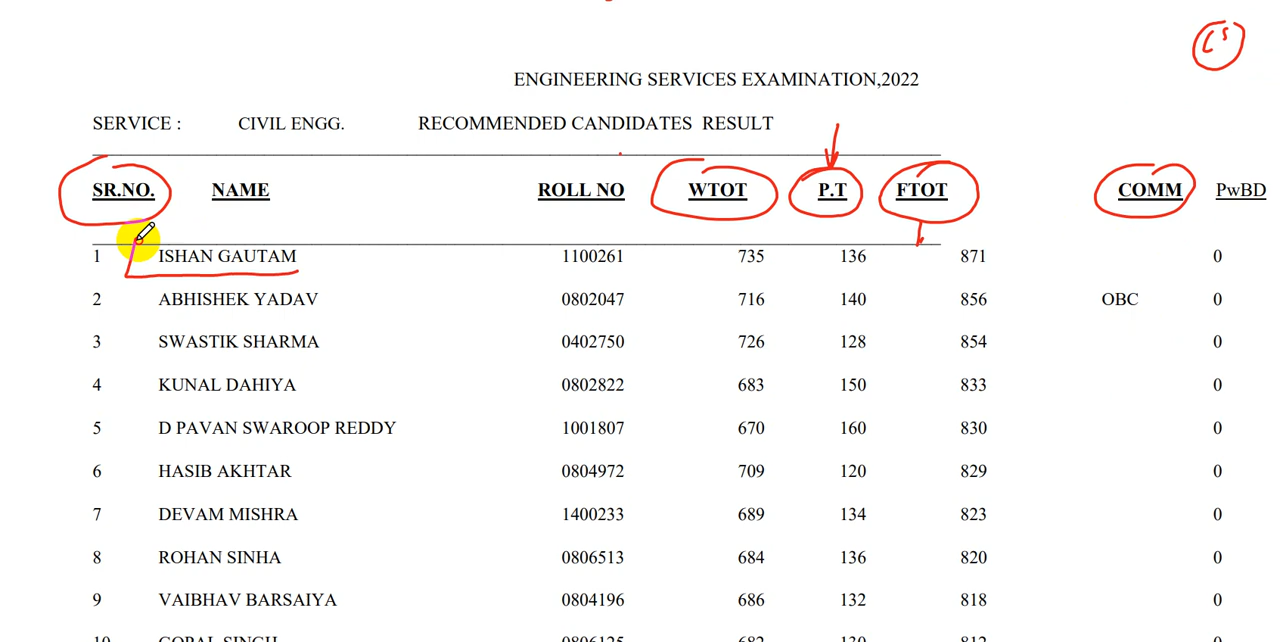 ENGINEERING SERVICES EXAMINATION,2022
SERVICE : CIVIL ENGG. RECOMMENDED CANDIDATES RESULT
SR.NO. NAME ROLL NO WTOT P.T FTOT COMM PwBD
1 ISHAN GAUTAM 1100261 735 136 871 0
2 ABHISHEK YADAV 0802047 716 140 856 OBC 0
3 SWASTIK SHARMA 0402750 726 128 854 0
4 KUNAL DAHIYA 0802822 683 150 833 0
5 D PAVAN SWAROOP REDDY 1001807 670 160 830 0
6 HASIB AKHTAR 0804972 709 120 829 0
7 DEVAM MISHRA 1400233 689 134 823 0
8 ROHAN SINHA 0806513 684 136 820 0
9 VAIBHAV BARSAIYA 0804196 686 132 818 0